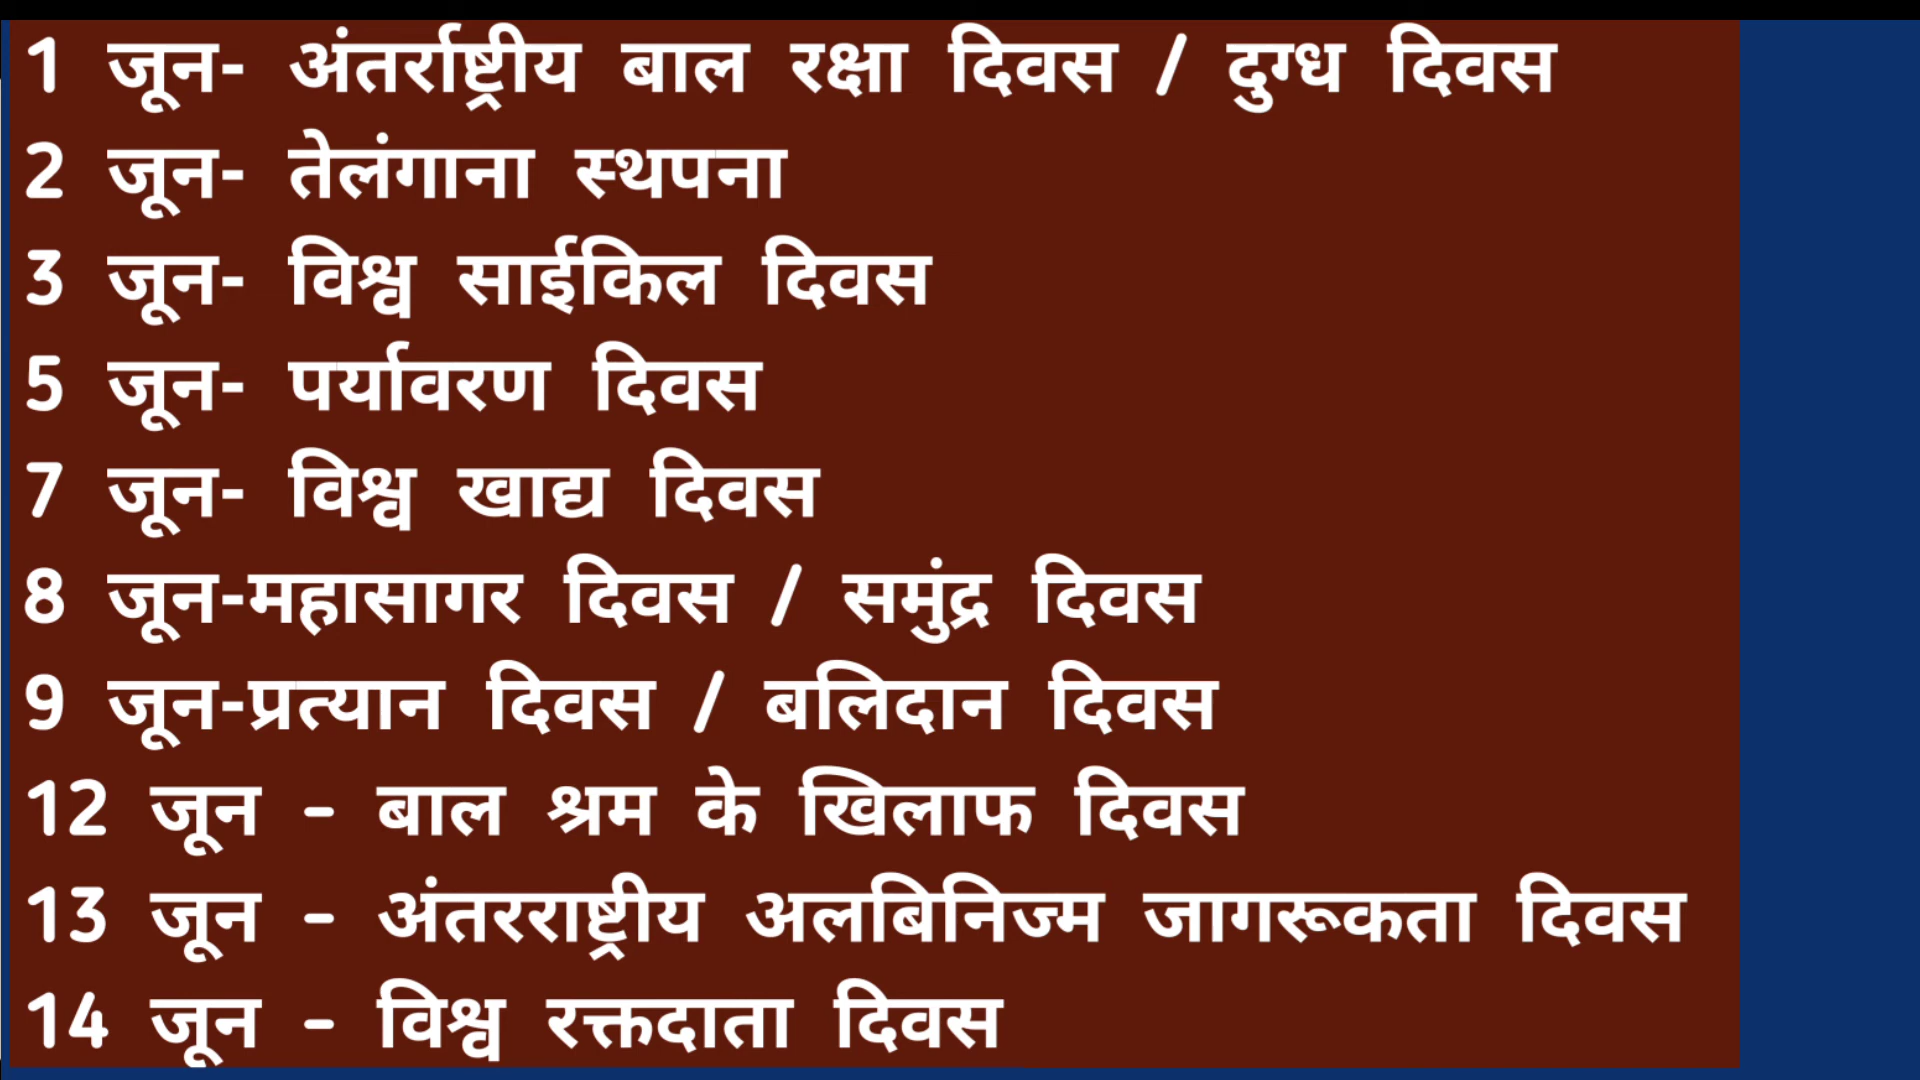 1 जून- अंतर्राष्ट्रीय बाल रक्षा दिवस / दुग्ध दिवस
2 जून- तेलंगाना स्थपना
3 जून- विश्व साईकिल दिवस
5 जून- पर्यावरण दिवस
7 जून- विश्व खाद्य दिवस
8 जून-महासागर दिवस / समुंद्र दिवस
9 जून-प्रत्यान दिवस / बलिदान दिवस
12 जून - बाल श्रम के खिलाफ दिवस
13 जून - अंतरराष्ट्रीय अलबिनिज्म जागरूकता दिवस
14 जून - विश्व रक्तदाता दिवस